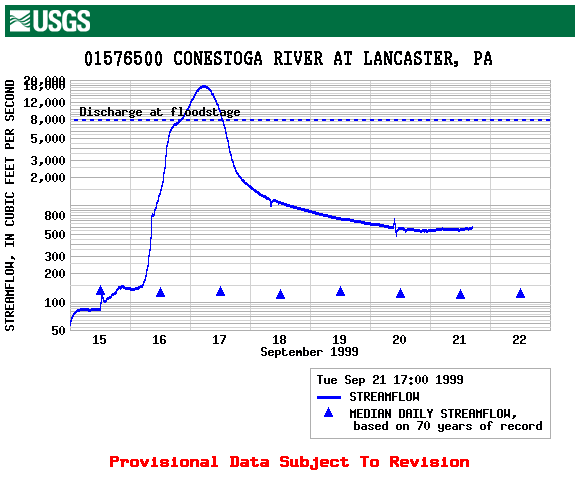 USGS
01576500 CONESTOGA RIVER AT LANCASTER, PA
STREAMFLOW, IN CUBIC FEET PER SECOND
20,000
18,000
12,000
8,000
5,000
3,000
2,000
800
500
300
200
100
50
Discharge at floodstage
15 16 17 18 19 20 21 22
September 1999
Tue Sep 21 17:00 1999
STREAMFLOW
MEDIAN DAILY STREAMFLOW,
based on 70 years of record
Provisional Data Subject To Revision